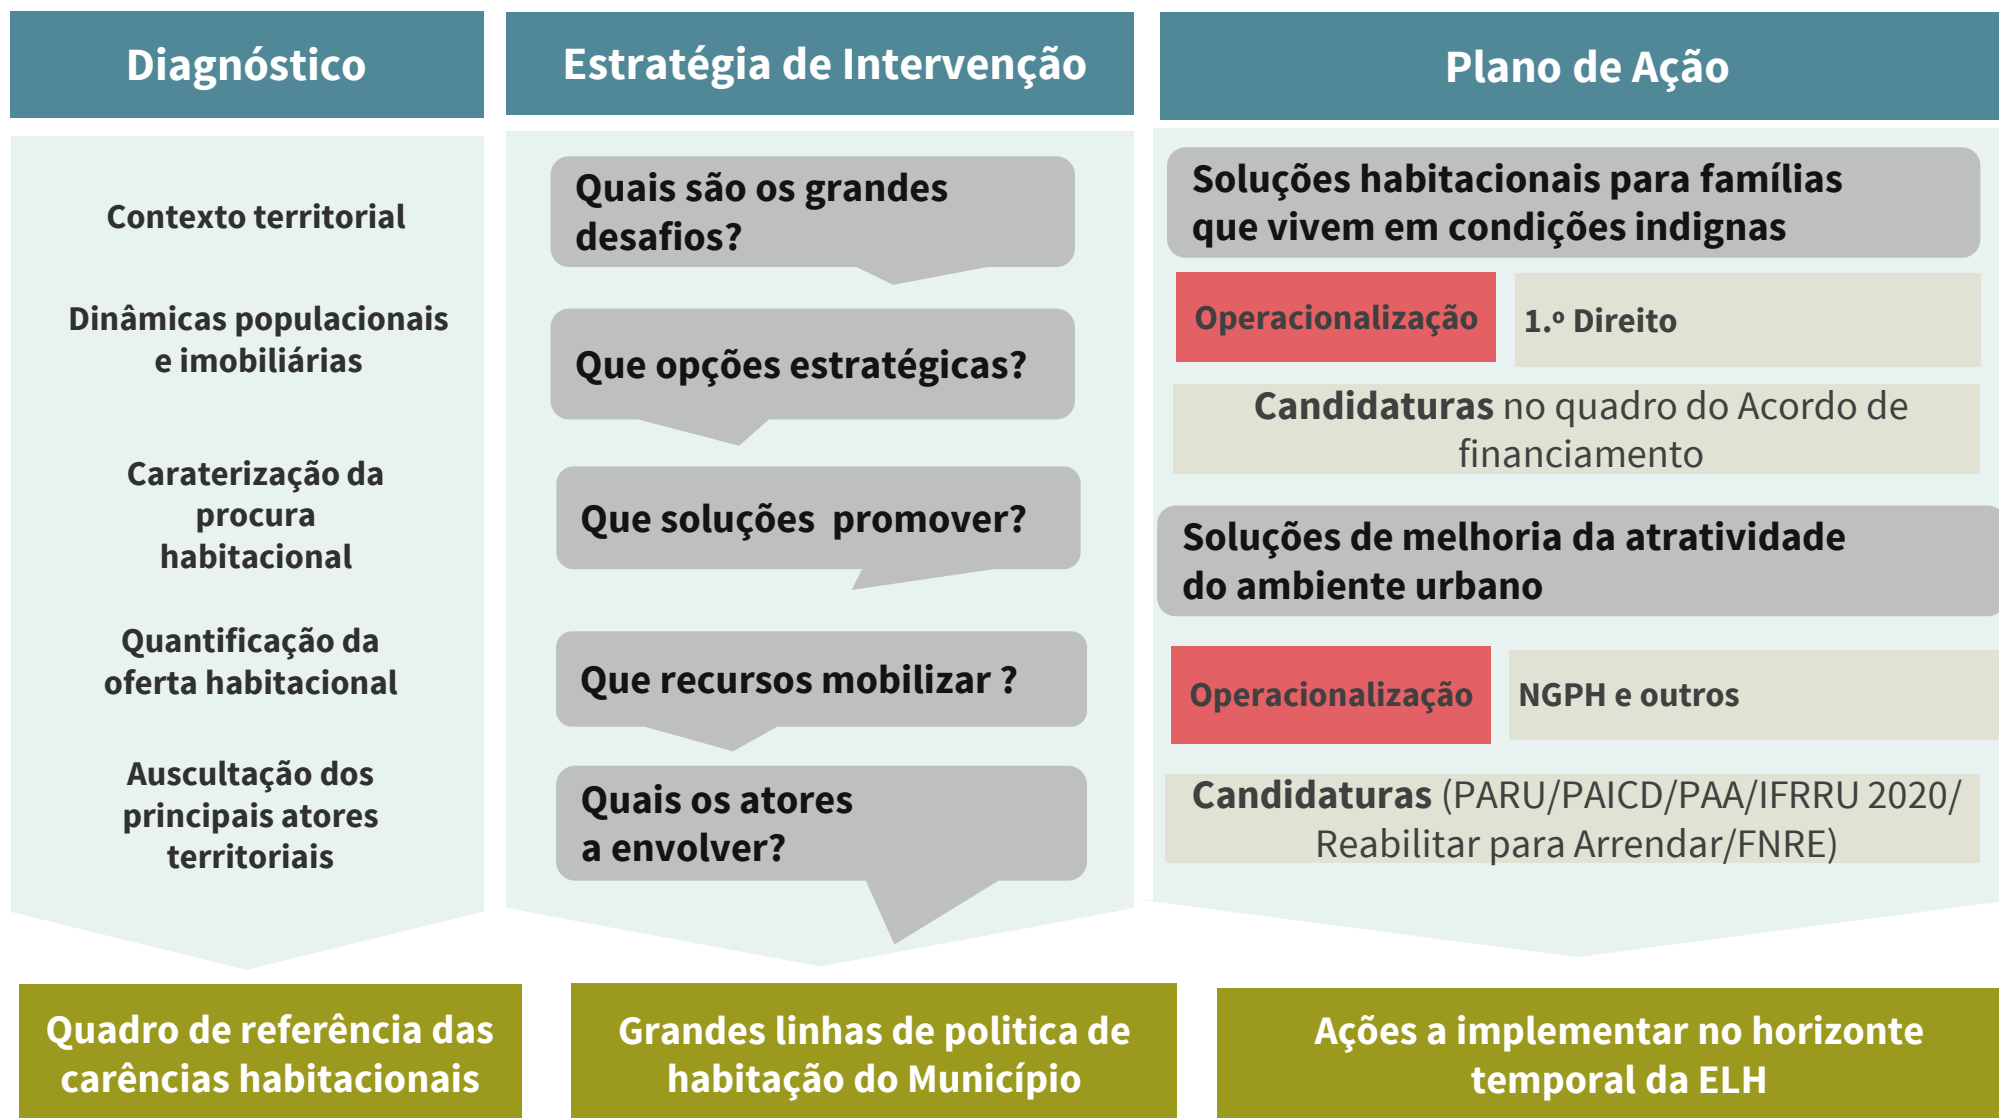 Diagnóstico
Contexto territorial
Dinâmicas populacionais
e imobiliárias
Caraterização da
procura
habitacional
Quantificação da
oferta habitacional
Auscultação dos
principais atores
territoriais
Quadro de referência das
carências habitacionais
Estratégia de Intervenção
Quais são os grandes
desafios?
Que opções estratégicas?
Que soluções  promover?
Que recursos mobilizar ?
Quais os atores
a envolver?
Grandes linhas de politica de
habitação do Município
Plano de Ação
Soluções habitacionais para famílias
que vivem em condições indignas
Operacionalização
1.º Direito
Candidaturas no quadro do Acordo de
financiamento
Soluções de melhoria da atratividade
do ambiente urbano
Operacionalização
NGPH e outros
Candidaturas (PARU/PAICD/PAA/IFRRU 2020/
Reabilitar para Arrendar/FNRE)
Ações a implementar no horizonte
temporal da ELH